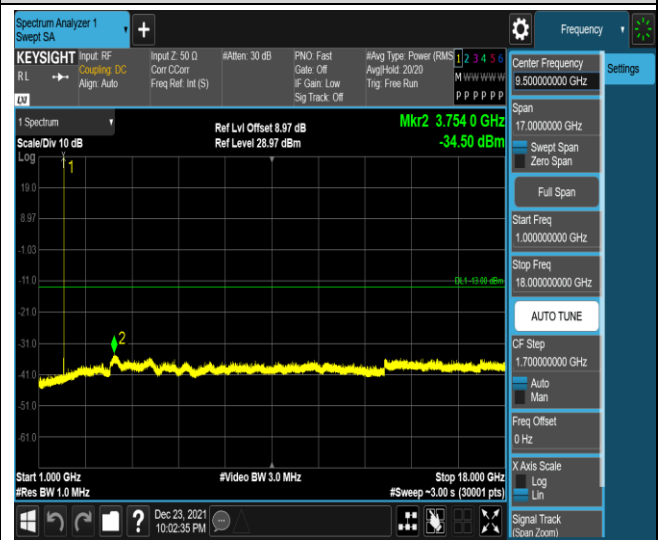 Spectrum Analyzer 1
Swept SA
+
Frequency
KEYSIGHT
RL
LXI
Input: RF
Coupling: DC
Align: Auto
Input Z: 50 Ω
Corr CCorr
Freq Ref: Int (S)
#Atten: 30 dB
PNO: Fast
Gate: Off
IF Gain: Low
Sig Track: Off
#Avg Type: Power (RMS
Avg|Hold: 20/20
Trig: Free Run
1 2 3 4 5 6
M W W W W W
P P P P P P
1 Spectrum
Scale/Div 10 dB
Log
Ref Lvl Offset 8.97 dB
Ref Level 28.97 dBm
Mkr2 3.754 0 GHz
-34.50 dBm
1
19.0
8.97
-1.03
-11.0
DL1 -13.00 dBm
-21.0
-31.0
2
-41.0
-51.0
-61.0
Start 1.000 GHz
#Res BW 1.0 MHz
#Video BW 3.0 MHz
Stop 18.000 GHz
#Sweep ~3.00 s (30001 pts)
Dec 23, 2021
10:02:35 PM
Center Frequency
9.500000000 GHz
Settings
Span
17.0000000 GHz
Swept Span
Zero Span
Full Span
Start Freq
1.000000000 GHz
Stop Freq
18.000000000 GHz
AUTO TUNE
CF Step
1.700000000 GHz
Auto
Man
Freq Offset
0 Hz
X Axis Scale
Log
Lin
Signal Track
(Span Zoom)